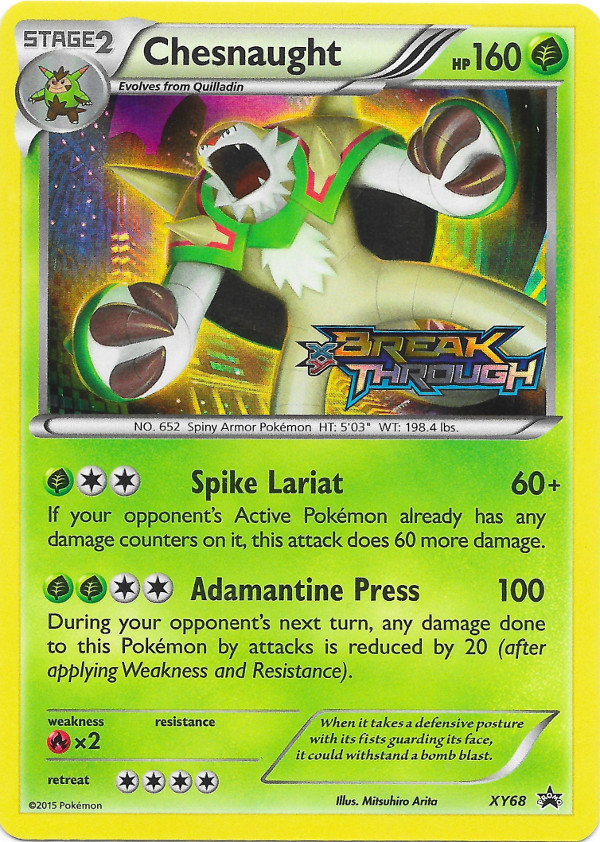 STAGE2
Chesnaught
HP160
Evolves from Quilladin
XY
BREAK
THROUGH
NO. 652 Spiny Armor Pokémon HT: 5'03" WT: 198.4 lbs.
Spike Lariat 60+
If your opponent's Active Pokémon already has any
damage counters on it, this attack does 60 more damage.
Adamantine Press 100
During your opponent's next turn, any damage done
to this Pokémon by attacks is reduced by 20 (after
applying Weakness and Resistance).
weakness resistance
×2
retreat
When it takes a defensive posture
with its fists guarding its face,
it could withstand a bomb blast.
©2015 Pokémon Illus. Mitsuhiro Arita XY68 PROMO